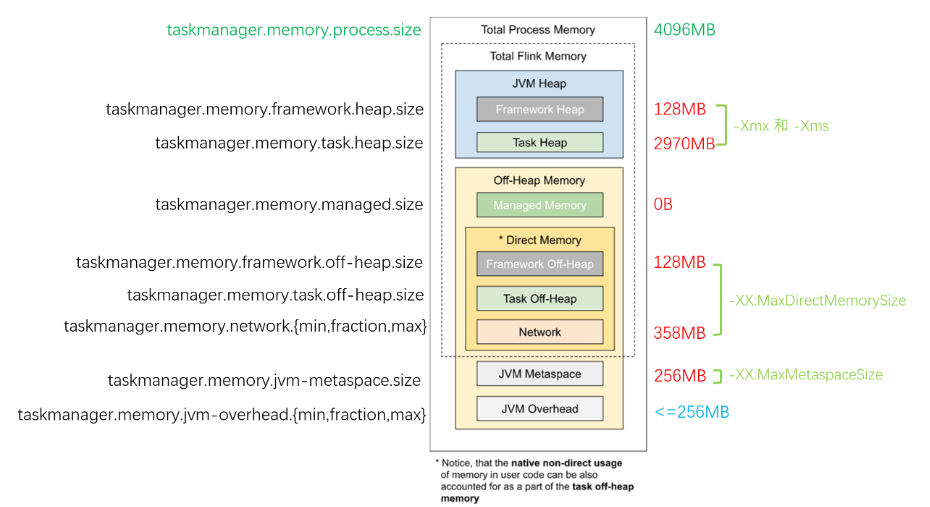 taskmanager.memory.process.size Total Process Memory 4096MB
Total Flink Memory
JVM Heap
taskmanager.memory.framework.heap.size Framework Heap 128MB
-Xmx 和 -Xms
taskmanager.memory.task.heap.size Task Heap 2970MB
Off-Heap Memory
taskmanager.memory.managed.size Managed Memory 0B
* Direct Memory
taskmanager.memory.framework.off-heap.size Framework Off-Heap 128MB
taskmanager.memory.task.off-heap.size Task Off-Heap -XX:MaxDirectMemorySize
taskmanager.memory.network.{min,fraction,max} Network 358MB
taskmanager.memory.jvm-metaspace.size JVM Metaspace 256MB -XX:MaxMetaspaceSize
taskmanager.memory.jvm-overhead.{min,fraction,max} JVM Overhead <=256MB
* Notice, that the native non-direct usage
of memory in user code can be also
accounted for as a part of the task off-heap
memory